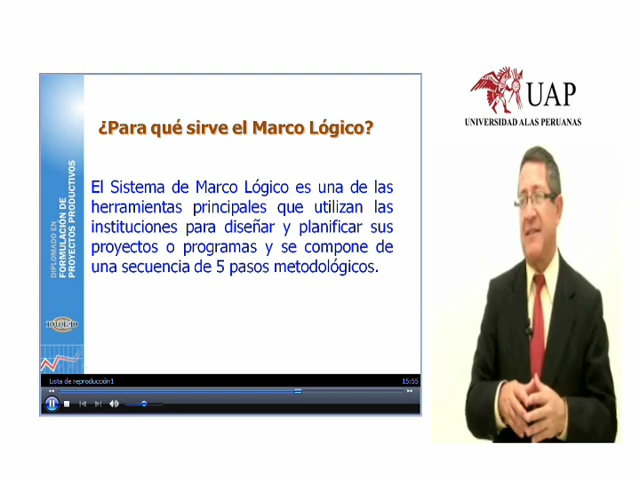 UAP
UNIVERSIDAD ALAS PERUANAS
¿Para qué sirve el Marco Lógico?
El Sistema de Marco Lógico es una de las
herramientas principales que utilizan las
instituciones para diseñar y planificar sus
proyectos o programas y se compone de
una secuencia de 5 pasos metodológicos.
DIPLOMADO EN
FORMULACIÓN DE
PROYECTOS PRODUCTIVOS
Lista de reproducción1
15:55